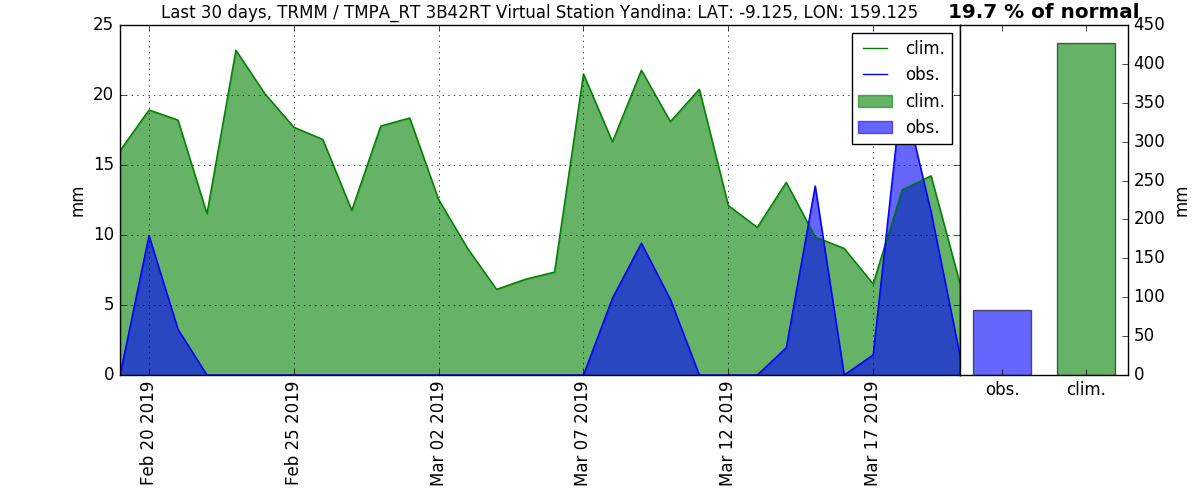 Last 30 days, TRMM / TMPA_RT 3B42RT Virtual Station Yandina: LAT: -9.125, LON: 159.125
19.7 % of normal
25
20
15
10
5
0
mm
clim.
obs.
clim.
obs.
450
400
350
300
250
200
150
100
50
0
mm
obs.
clim.
Feb 20 2019
Feb 25 2019
Mar 02 2019
Mar 07 2019
Mar 12 2019
Mar 17 2019